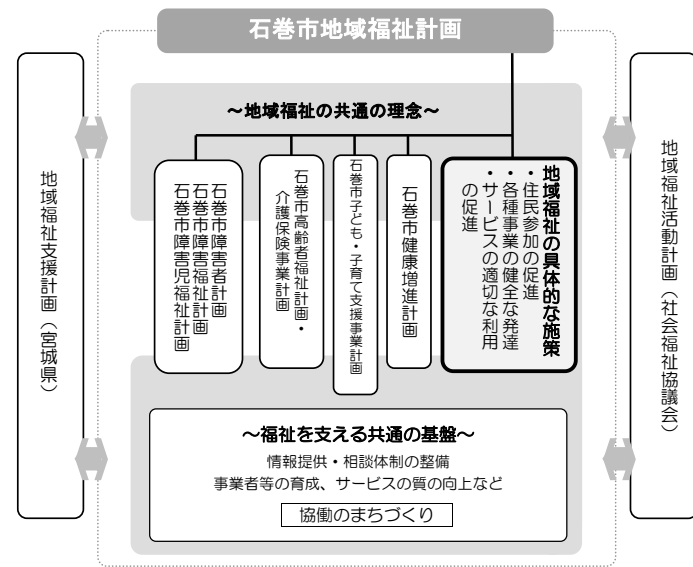 石巻市地域福祉計画
地域福祉支援計画（宮城県）
～地域福祉の共通の理念～
石巻市障害者計画
石巻市障害福祉計画
石巻市障害児福祉計画
石巻市高齢者福祉計画・
介護保険事業計画
石巻市子ども・子育て支援事業計画
石巻市健康増進計画
地域福祉の具体的な施策
・住民参加の促進
・各種事業の健全な発達
・サービスの適切な利用
の促進
～福祉を支える共通の基盤～
情報提供・相談体制の整備
事業者等の育成、サービスの質の向上など
協働のまちづくり
地域福祉活動計画（社会福祉協議会）